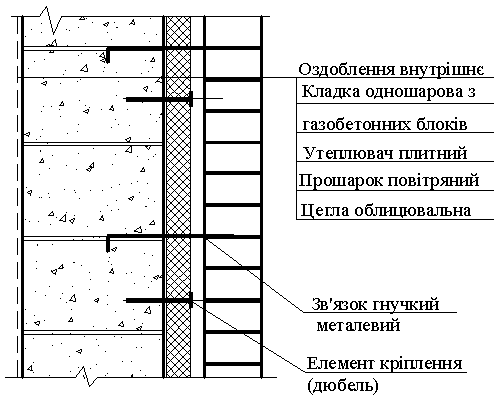 Оздоблення внутрішнє
Кладка одношарова з
газобетонних блоків
Утеплювач плитний
Прошарок повітряний
Цегла облицювальна
Зв'язок гнучкий
металевий
Елемент кріплення
(дюбель)